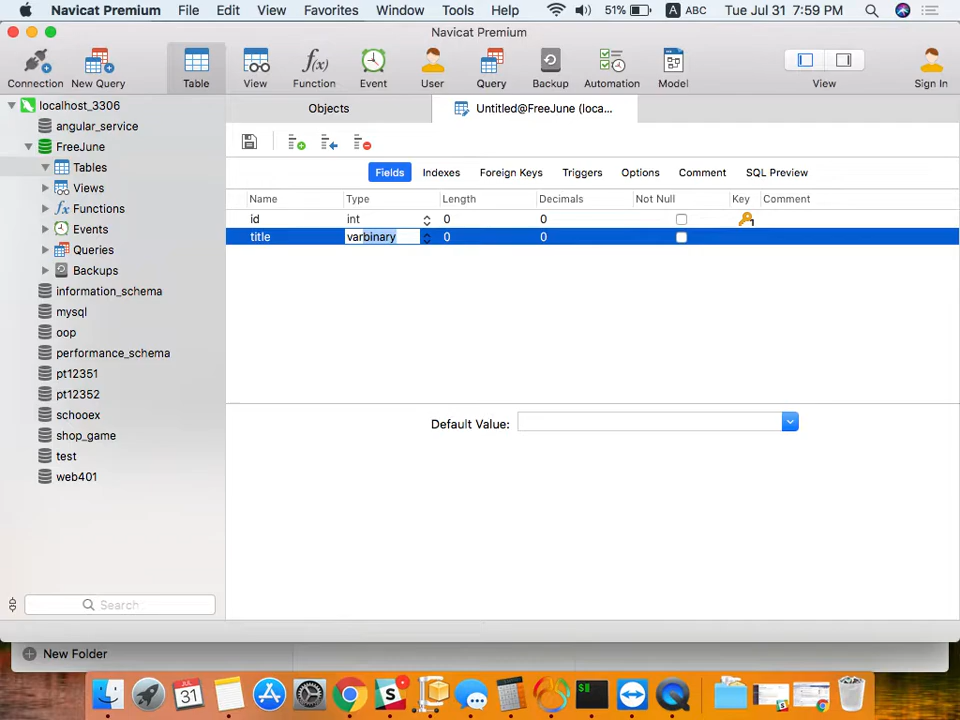 Navicat Premium File Edit View Favorites Window Tools Help 51% A ABC Tue Jul 31 7:59 PM
Navicat Premium
Connection New Query Table View Function Event User Query Backup Automation Model View Sign In
localhost_3306
angular_service
FreeJune
Tables
Views
Functions
Events
Queries
Backups
information_schema
mysql
oop
performance_schema
pt12351
pt12352
schooex
shop_game
test
web401
Search
Objects Untitled@FreeJune (loca...
Fields Indexes Foreign Keys Triggers Options Comment SQL Preview
Name Type Length Decimals Not Null Key Comment
id int 0 0 1
title varbinary 0 0
Default Value:
New Folder
JUL
31